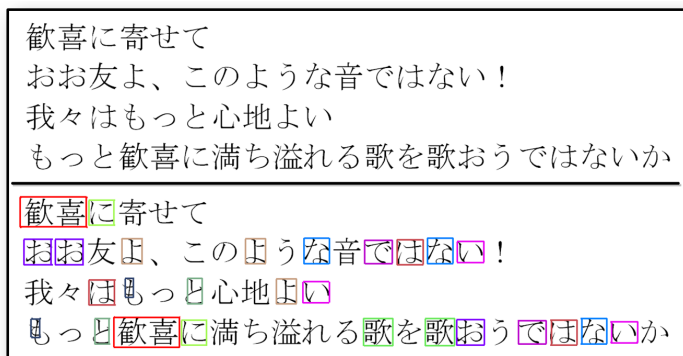 歓喜に寄せて
おお友よ、このような音ではない！
我々はもっと心地よい
もっと歓喜に満ち溢れる歌を歌おうではないか
歓喜に寄せて
おお友よ、このような音ではない！
我々はもっと心地よい
もっと歓喜に満ち溢れる歌を歌おうではないか